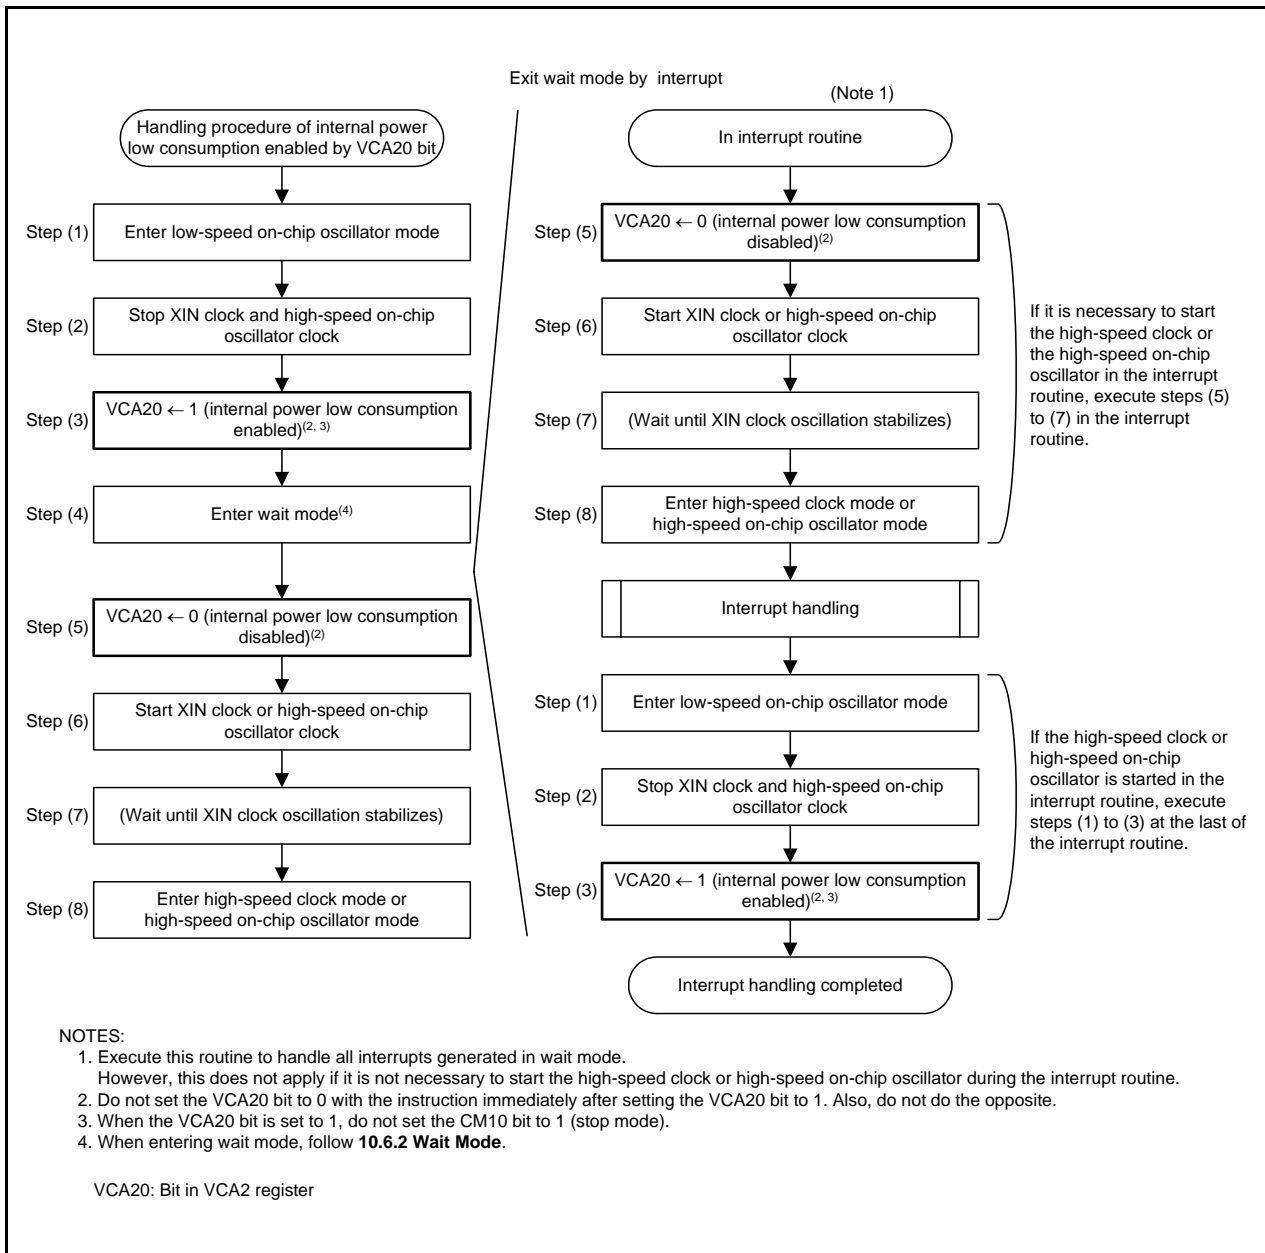 Exit wait mode by interrupt
(Note 1)
Handling procedure of internal power
low consumption enabled by VCA20 bit
Step (1)
Enter low-speed on-chip oscillator mode
Step (2)
Stop XIN clock and high-speed on-chip
oscillator clock
Step (3)
VCA20 ← 1 (internal power low consumption
enabled)(2, 3)
Step (4)
Enter wait mode(4)
Step (5)
VCA20 ← 0 (internal power low consumption
disabled)(2)
Step (6)
Start XIN clock or high-speed on-chip
oscillator clock
Step (7)
(Wait until XIN clock oscillation stabilizes)
Step (8)
Enter high-speed clock mode or
high-speed on-chip oscillator mode
In interrupt routine
Step (5)
VCA20 ← 0 (internal power low consumption
disabled)(2)
Step (6)
Start XIN clock or high-speed on-chip
oscillator clock
Step (7)
(Wait until XIN clock oscillation stabilizes)
Step (8)
Enter high-speed clock mode or
high-speed on-chip oscillator mode
If it is necessary to start
the high-speed clock or
the high-speed on-chip
oscillator in the interrupt
routine, execute steps (5)
to (7) in the interrupt
routine.
Interrupt handling
Step (1)
Enter low-speed on-chip oscillator mode
Step (2)
Stop XIN clock and high-speed on-chip
oscillator clock
Step (3)
VCA20 ← 1 (internal power low consumption
enabled)(2, 3)
If the high-speed clock or
high-speed on-chip
oscillator is started in the
interrupt routine, execute
steps (1) to (3) at the last of
the interrupt routine.
Interrupt handling completed
NOTES:
1. Execute this routine to handle all interrupts generated in wait mode.
However, this does not apply if it is not necessary to start the high-speed clock or high-speed on-chip oscillator during the interrupt routine.
2. Do not set the VCA20 bit to 0 with the instruction immediately after setting the VCA20 bit to 1. Also, do not do the opposite.
3. When the VCA20 bit is set to 1, do not set the CM10 bit to 1 (stop mode).
4. When entering wait mode, follow 10.6.2 Wait Mode.
VCA20: Bit in VCA2 register